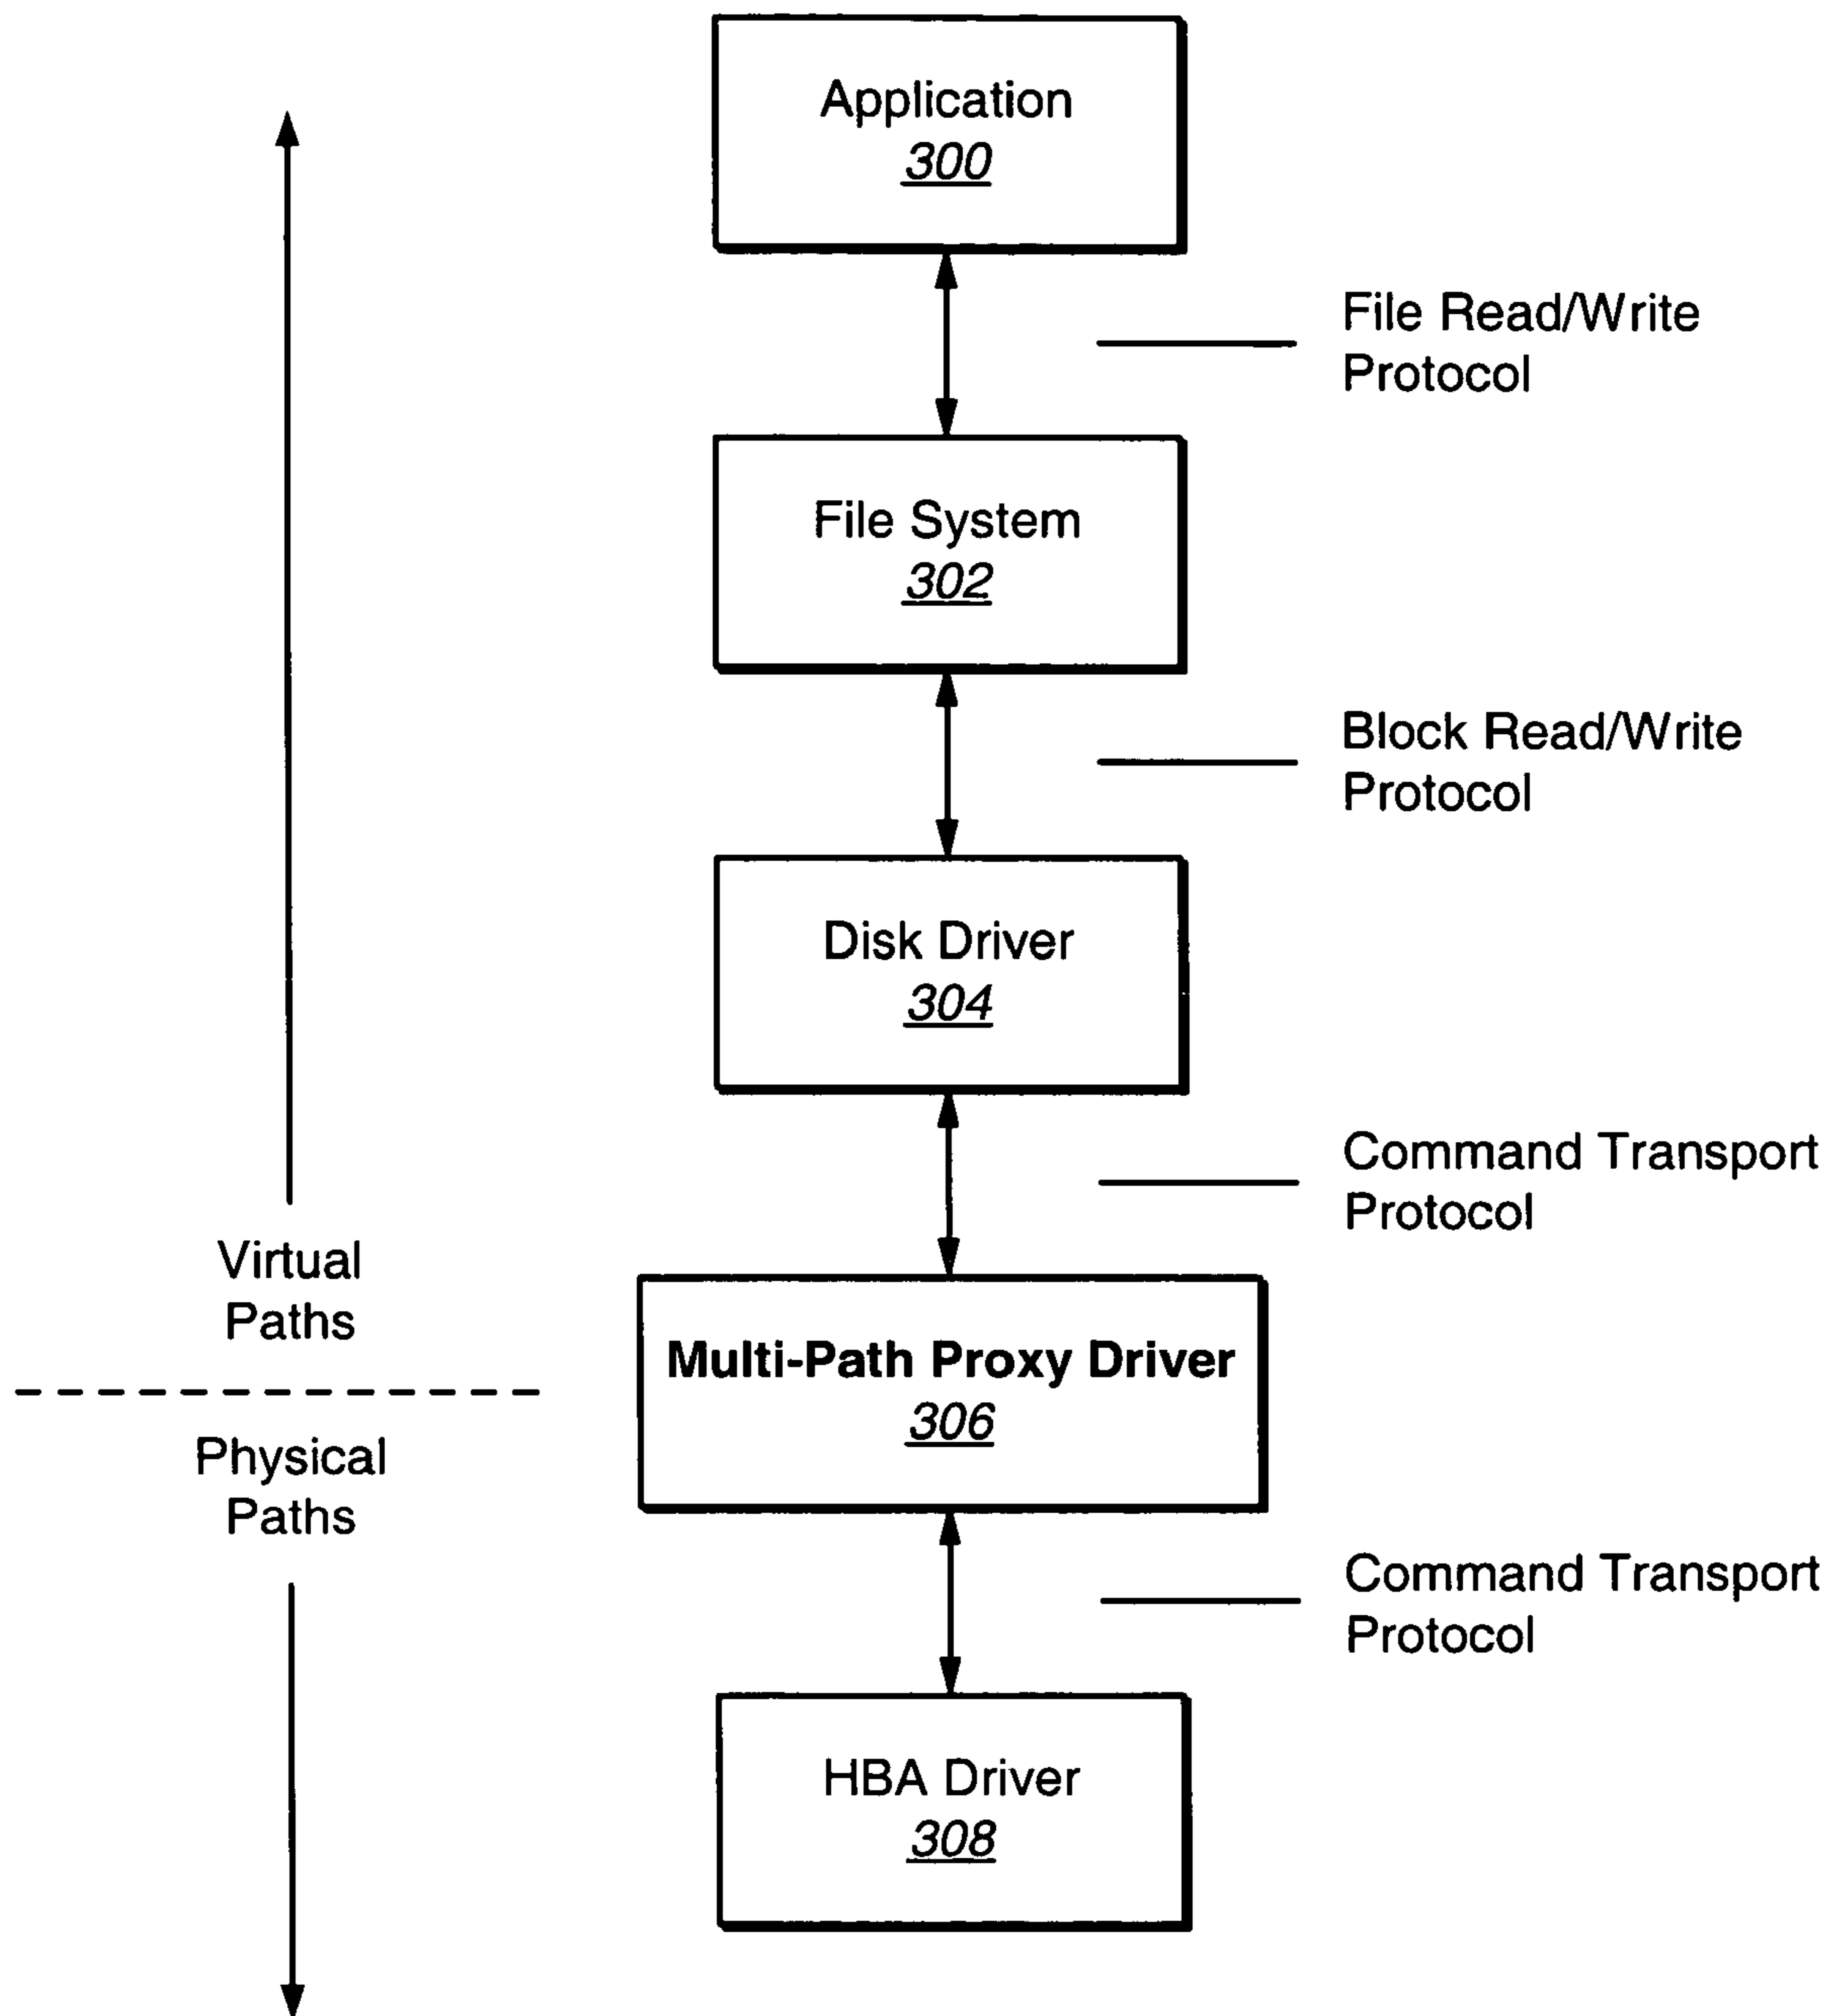 Application
300
File Read/Write
Protocol
File System
302
Block Read/Write
Protocol
Disk Driver
304
Command Transport
Protocol
Virtual
Paths
Multi-Path Proxy Driver
306
Physical
Paths
Command Transport
Protocol
HBA Driver
308